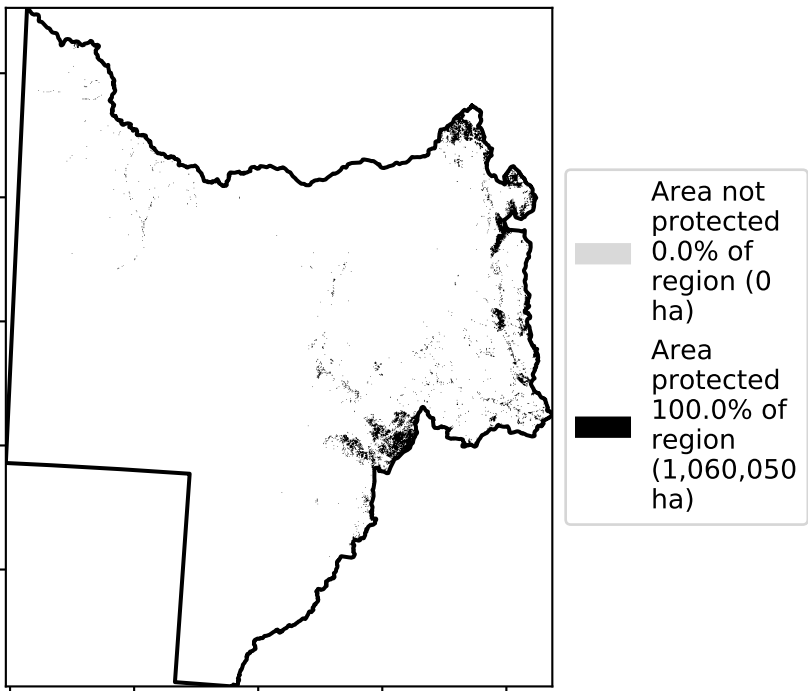 Area not
protected
0.0% of
region (0
ha)
Area
protected
100.0% of
region
(1,060,050
ha)